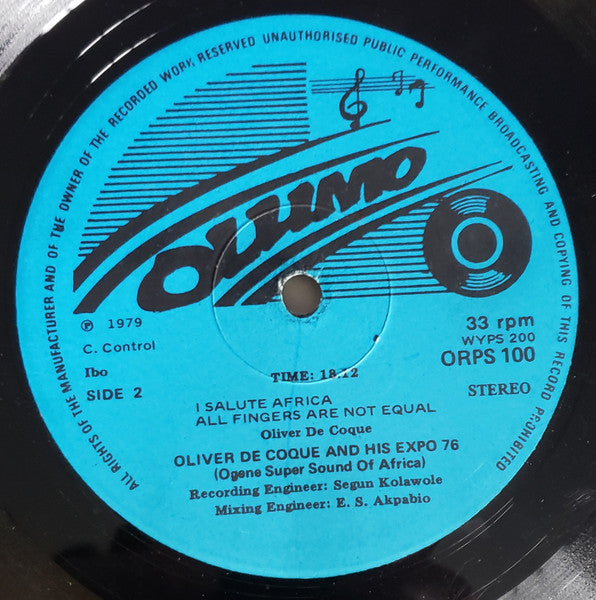 ALL RIGHTS OF THE MANUFACTURER AND OF THE OWNER OF THE RECORDED WORK RESERVED UNAUTHORISED PUBLIC PERFORMANCE BROADCASTING AND COPYING OF THIS RECORD PROHIBITED
OLUMO
℗ 1979
C. Control
Ibo
SIDE 2
33 rpm
WYPS 200
ORPS 100
STEREO
TIME: 18.12
I SALUTE AFRICA
ALL FINGERS ARE NOT EQUAL
Oliver De Coque
OLIVER DE COQUE AND HIS EXPO 76
(Ogene Super Sound Of Africa)
Recording Engineer: Segun Kolawole
Mixing Engineer: E. S. Akpabio